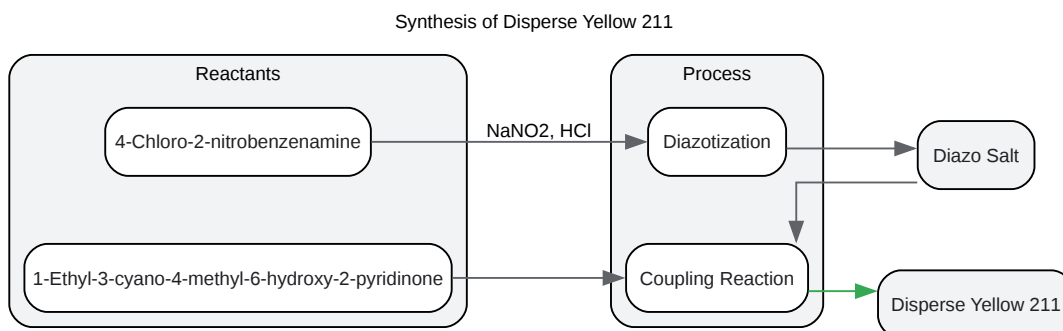 Synthesis of Disperse Yellow 211
Reactants
Process
4-Chloro-2-nitrobenzenamine
NaNO2, HCl
Diazotization
Diazo Salt
1-Ethyl-3-cyano-4-methyl-6-hydroxy-2-pyridinone
Coupling Reaction
Disperse Yellow 211